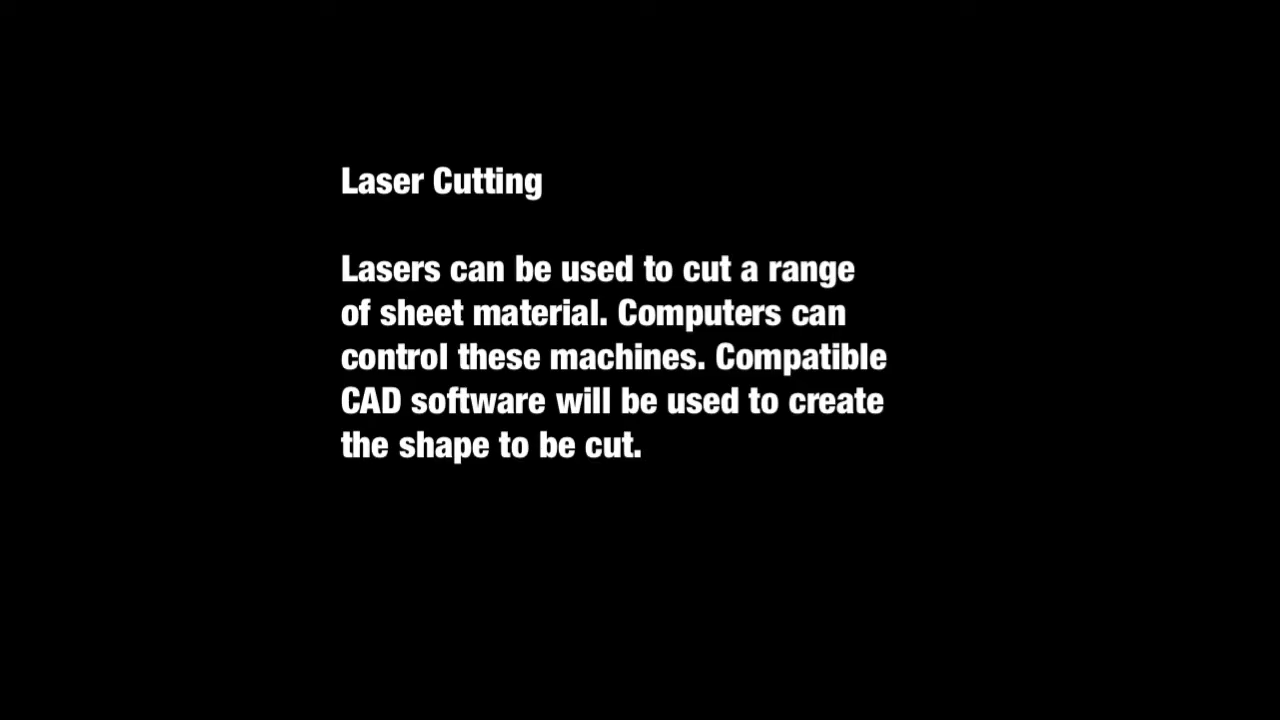 Laser Cutting
Lasers can be used to cut a range
of sheet material. Computers can
control these machines. Compatible
CAD software will be used to create
the shape to be cut.